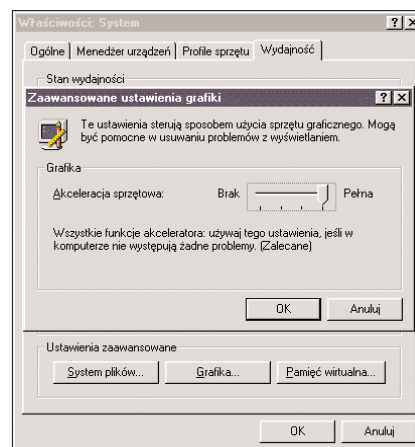 Właściwości: System
Ogólne Menedżer urządzeń Profile sprzętu Wydajność
Stan wydajności
Zaawansowane ustawienia grafiki
Te ustawienia sterują sposobem użycia sprzętu graficznego. Mogą
być pomocne w usuwaniu problemów z wyświetlaniem.
Grafika
Akceleracja sprzętowa: Brak Pełna
Wszystkie funkcje akceleratora: używaj tego ustawienia, jeśli w
komputerze nie występują żadne problemy. (Zalecane)
OK Anuluj
Ustawienia zaawansowane
System plików... Grafika... Pamięć wirtualna...
OK Anuluj